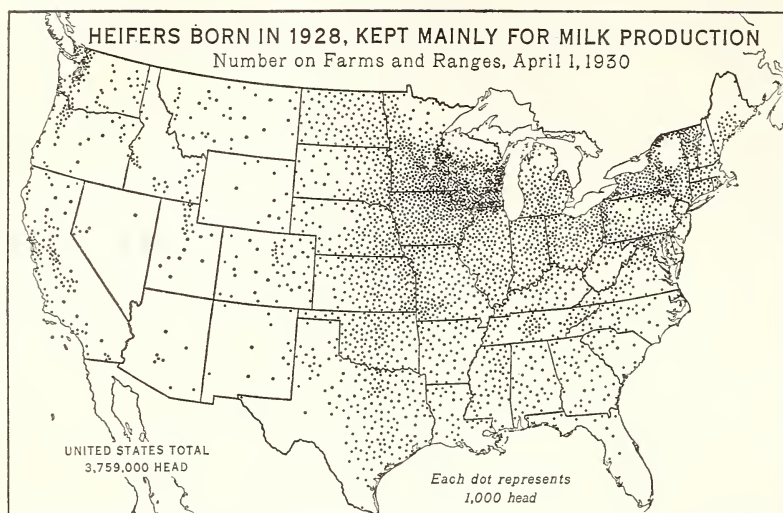 HEIFERS BORN IN 1928, KEPT MAINLY FOR MILK PRODUCTION
Number on Farms and Ranges, April 1, 1930
UNITED STATES TOTAL
3,759,000 HEAD
Each dot represents
1,000 head